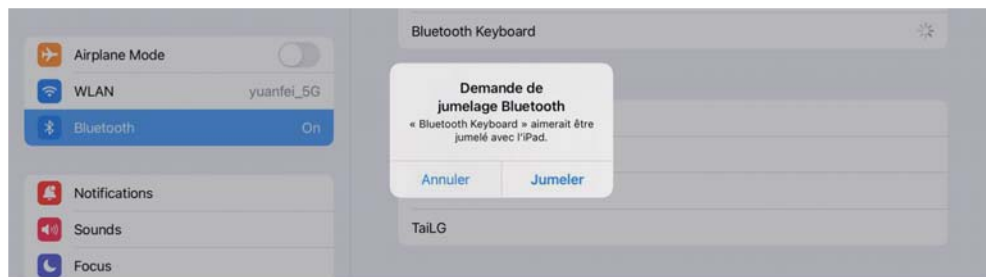 Bluetooth Keyboard
Airplane Mode
WLAN yuanfei_5G
Bluetooth On
Notifications
Sounds
Focus
Demande de
jumelage Bluetooth
« Bluetooth Keyboard » aimerait être
jumelé avec l'iPad.
Annuler Jumeler
TaiLG